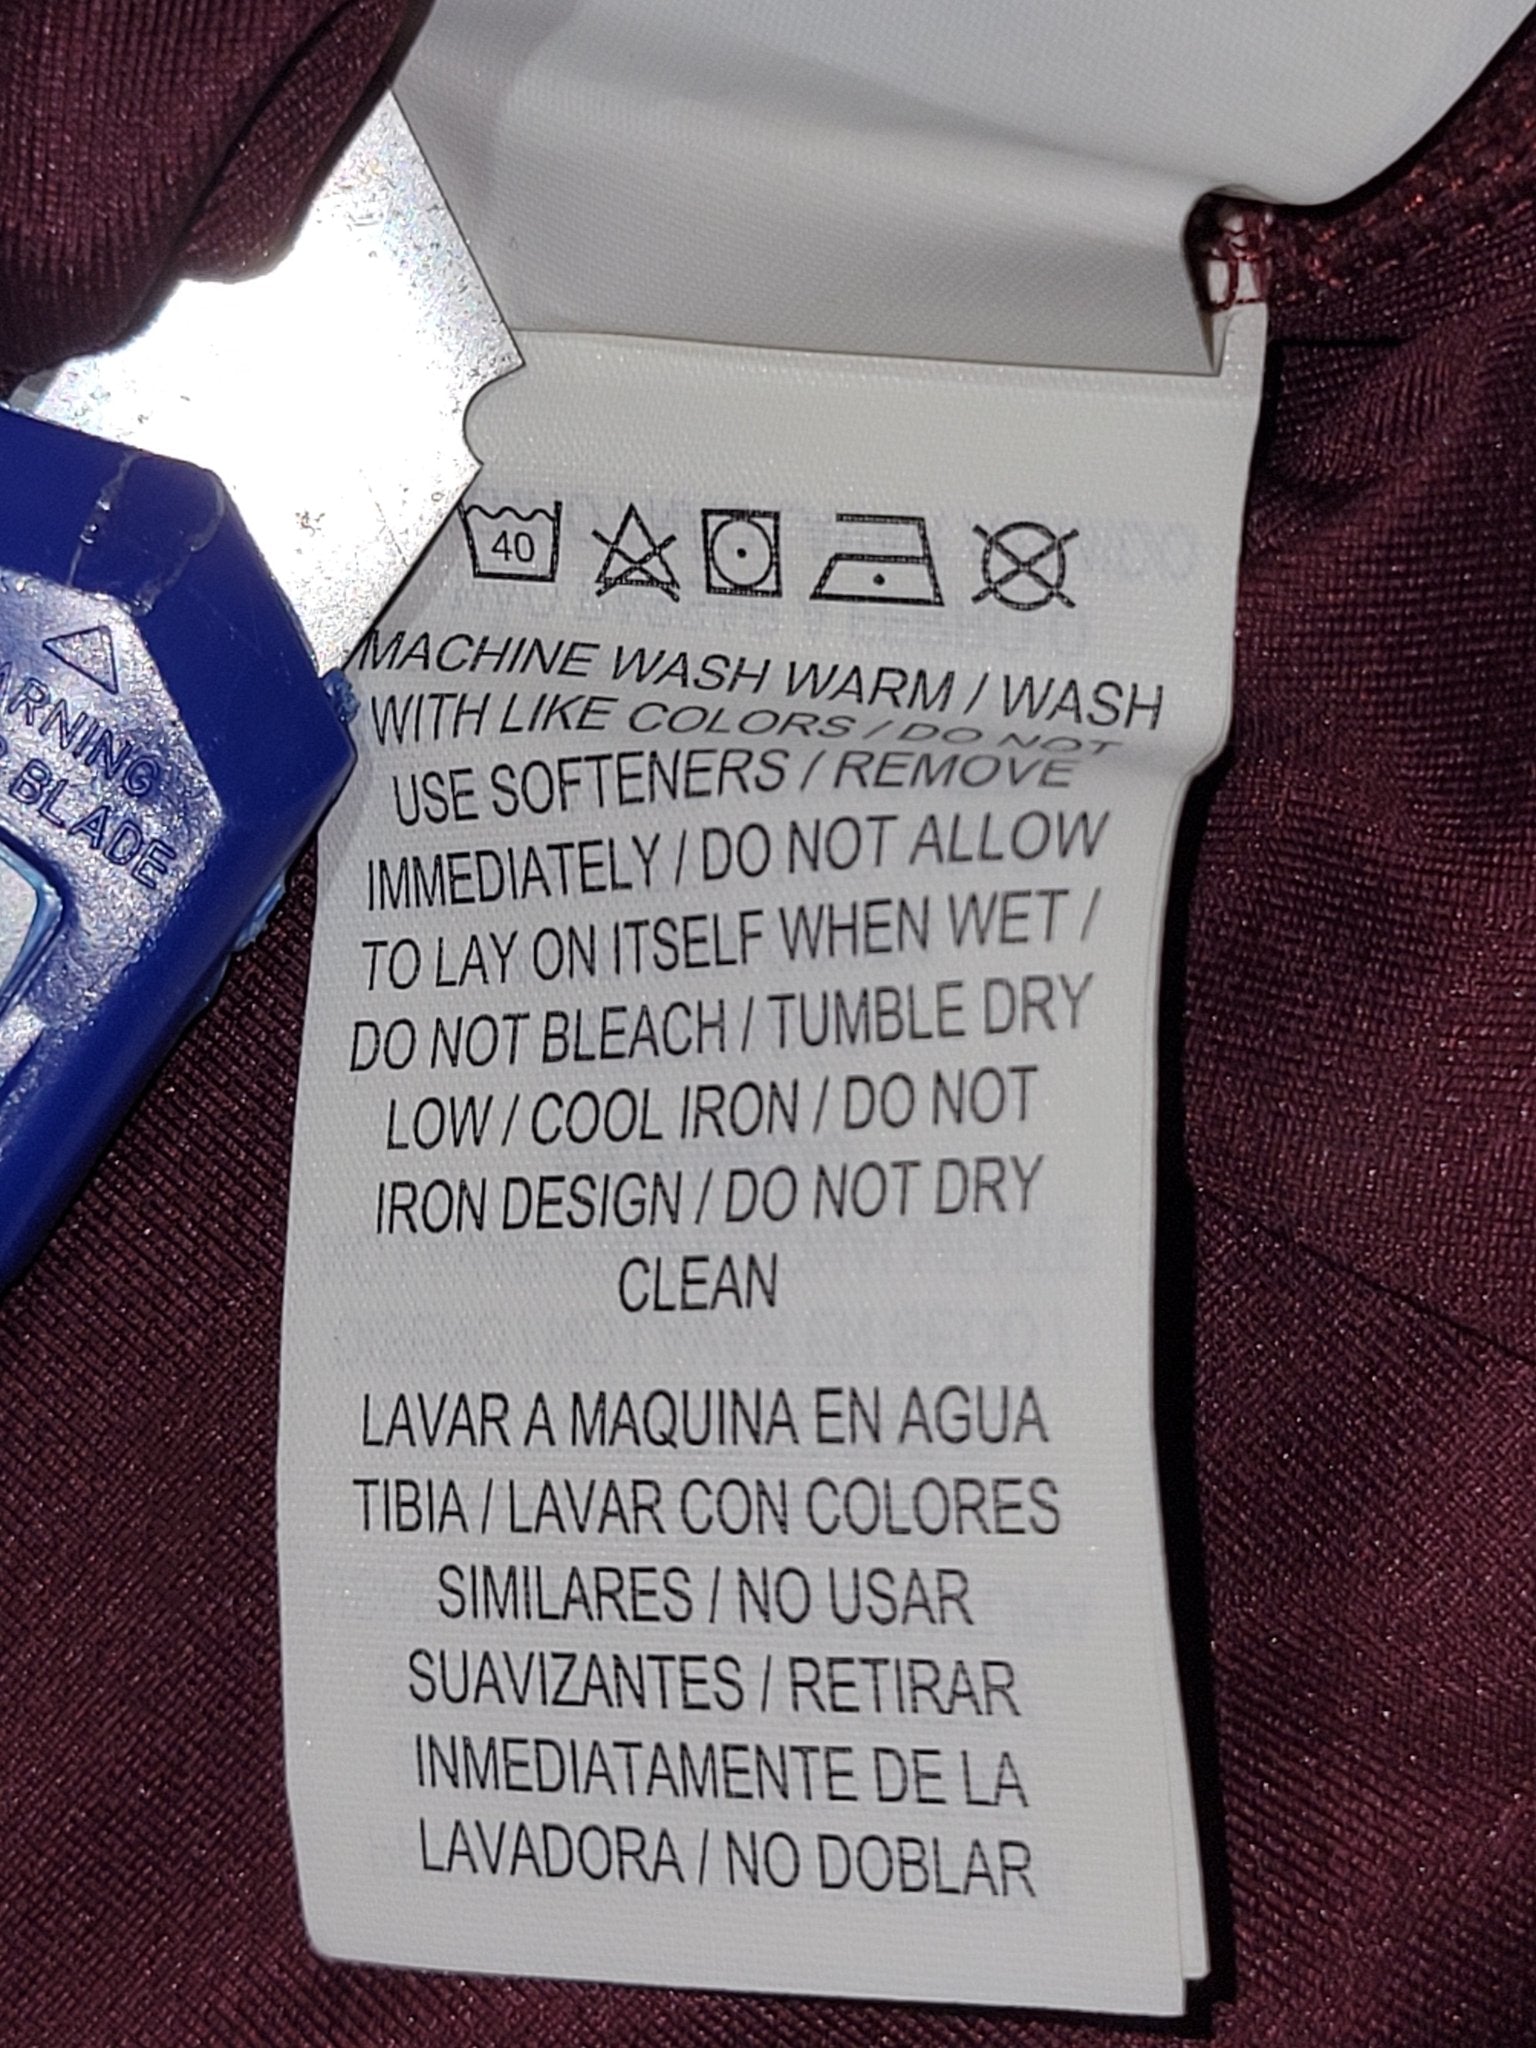 40
MACHINE WASH WARM / WASH
WITH LIKE COLORS / DO NOT
USE SOFTENERS / REMOVE
IMMEDIATELY / DO NOT ALLOW
TO LAY ON ITSELF WHEN WET /
DO NOT BLEACH / TUMBLE DRY
LOW / COOL IRON / DO NOT
IRON DESIGN / DO NOT DRY
CLEAN
LAVAR A MAQUINA EN AGUA
TIBIA / LAVAR CON COLORES
SIMILARES / NO USAR
SUAVIZANTES / RETIRAR
INMEDIATAMENTE DE LA
LAVADORA / NO DOBLAR
ARNING
BLADE